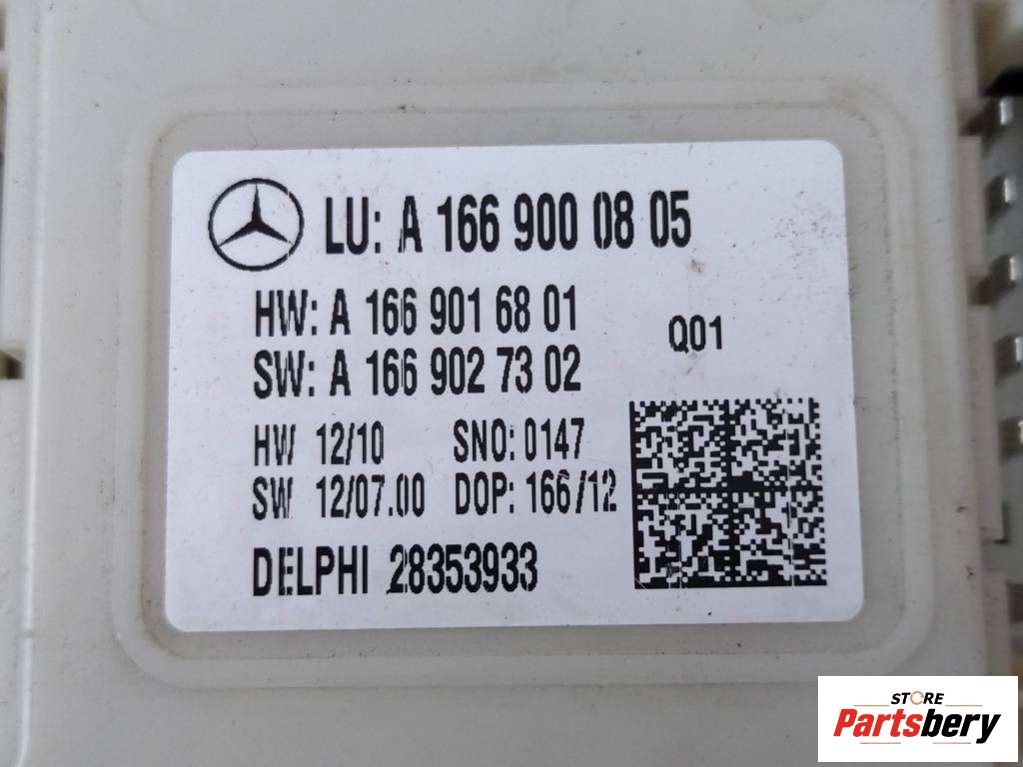 LU: A 166 900 08 05
HW: A 166 901 68 01
SW: A 166 902 73 02
Q01
HW 12/10 SNO: 0147
SW 12/07.00 DOP: 166/12
DELPHI 28353933
STORE
Partsbery